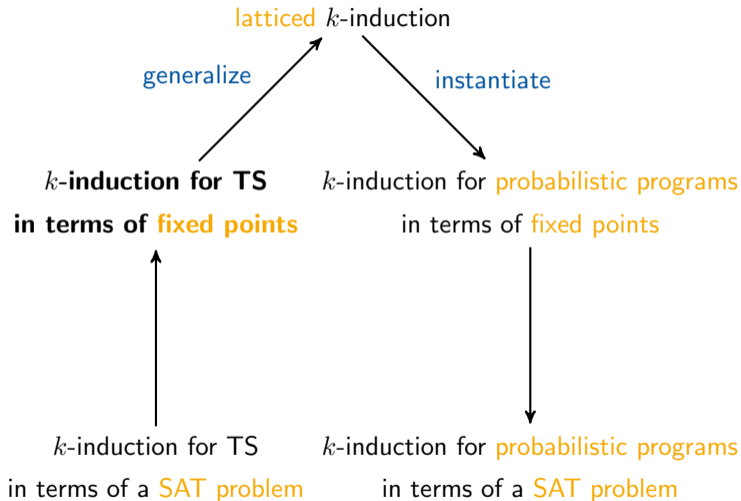 latticed k-induction
generalize
instantiate
k-induction for TS
in terms of fixed points
k-induction for probabilistic programs
in terms of fixed points
k-induction for TS
in terms of a SAT problem
k-induction for probabilistic programs
in terms of a SAT problem